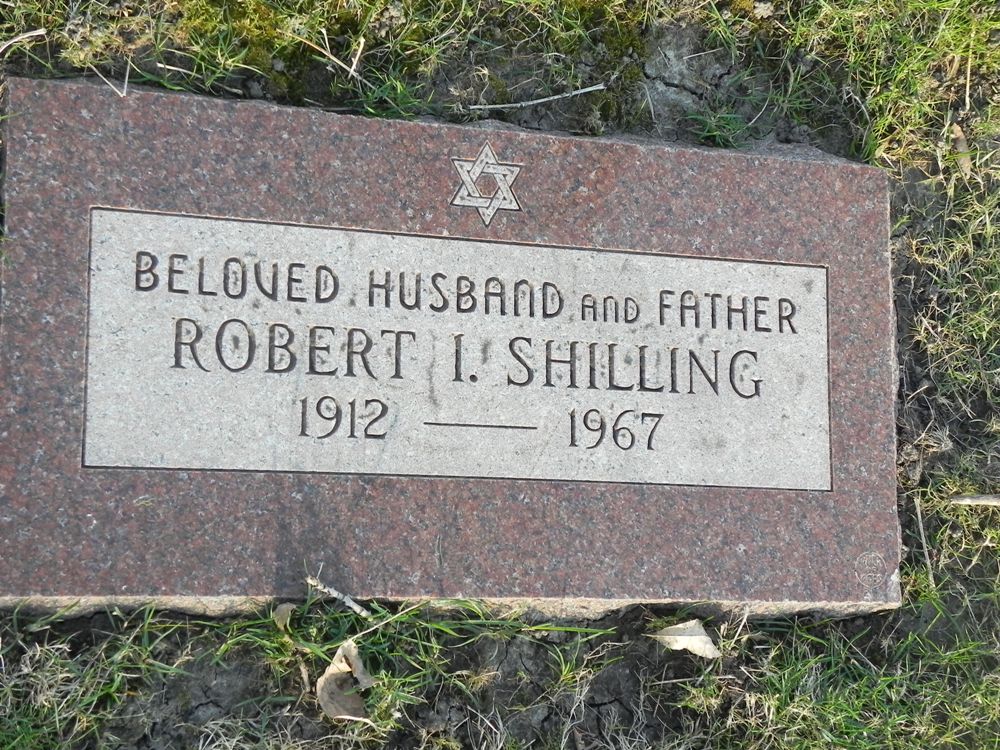 BELOVED HUSBAND AND FATHER
ROBERT I. SHILLING
1912 — 1967